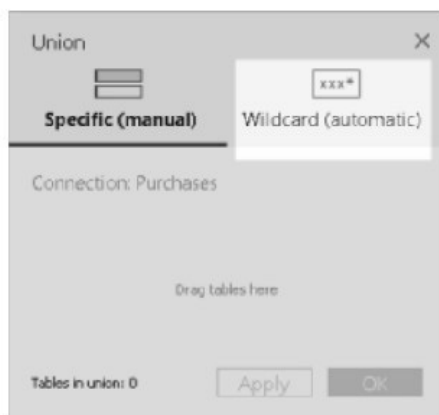 Union
xxx*
Specific (manual) Wildcard (automatic)
Connection: Purchases
Drag tables here
Tables in union: 0 Apply OK